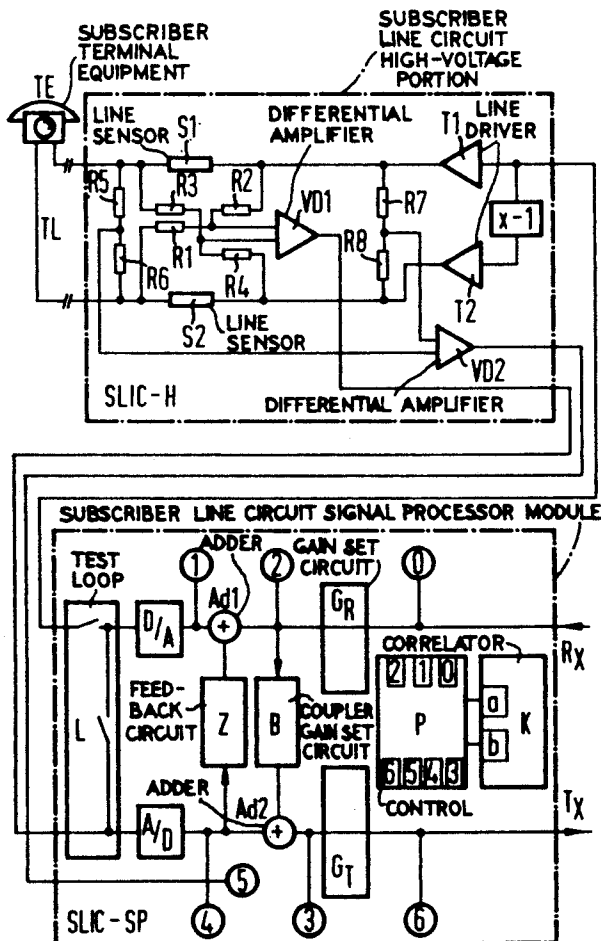 SUBSCRIBER
TERMINAL
EQUIPMENT
SUBSCRIBER
LINE CIRCUIT
HIGH-VOLTAGE
PORTION
TE
LINE
SENSOR
S1
DIFFERENTIAL
AMPLIFIER
T1
LINE
DRIVER
R5
R3
R2
VD1
R7
x-1
TL
R1
R6
R4
R8
T2
S2
LINE
SENSOR
VD2
SLIC-H
DIFFERENTIAL AMPLIFIER
SUBSCRIBER LINE CIRCUIT SIGNAL PROCESSOR MODULE
TEST
LOOP
1
ADDER
2
GAIN SET
CIRCUIT
0
D/A
Ad1
GR
RX
CORRELATOR
L
FEED-
BACK
CIRCUIT
Z
B
COUPLER
GAIN SET
CIRCUIT
2 1 0
P
a
b
K
6 5 4 3
CONTROL
ADDER
A/D
Ad2
TX
5
GT
SLIC-SP
4
3
6